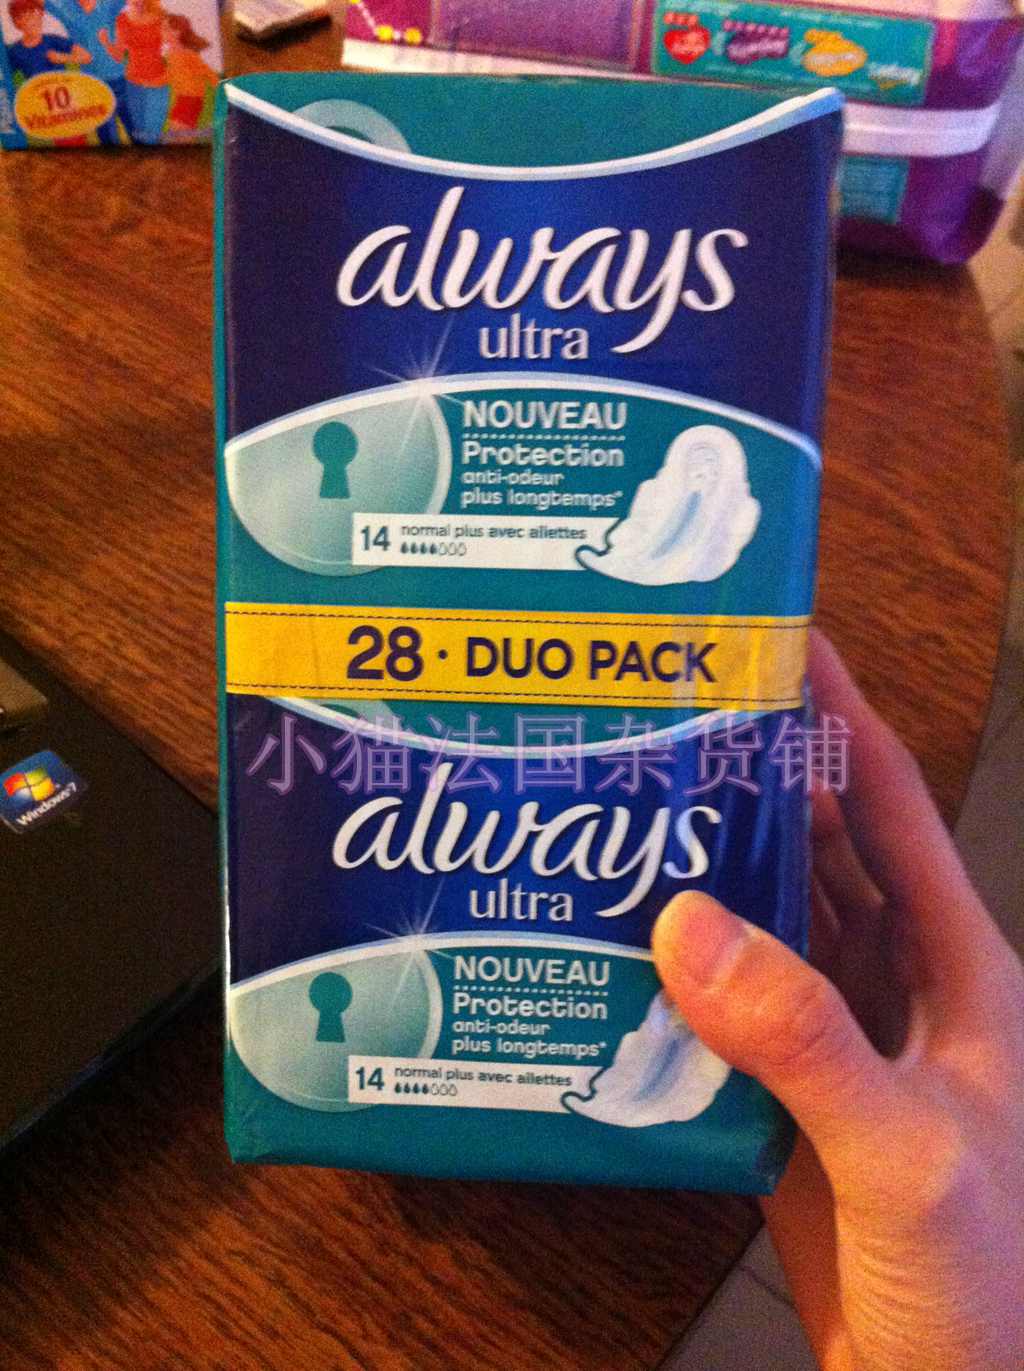 10
Vitamines
always
ultra
NOUVEAU
Protection
anti-odeur
plus longtemps*
14 normal plus avec ailettes
28 · DUO PACK
小猫法国杂货铺
Windows 7
always
ultra
NOUVEAU
Protection
anti-odeur
plus longtemps*
14 normal plus avec ailettes